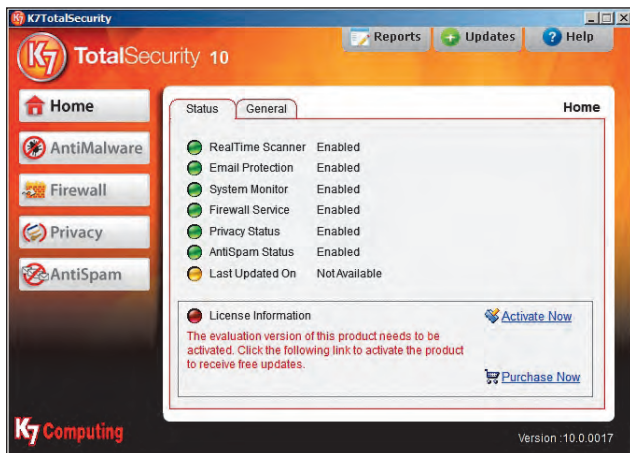 K7TotalSecurity
K7 TotalSecurity 10
Reports
Updates
? Help
Home
AntiMalware
Firewall
Privacy
AntiSpam
Status
General
Home
RealTime Scanner Enabled
Email Protection Enabled
System Monitor Enabled
Firewall Service Enabled
Privacy Status Enabled
AntiSpam Status Enabled
Last Updated On Not Available
License Information
The evaluation version of this product needs to be
activated. Click the following link to activate the product
to receive free updates.
Activate Now
Purchase Now
K7 Computing
Version :10.0.0017